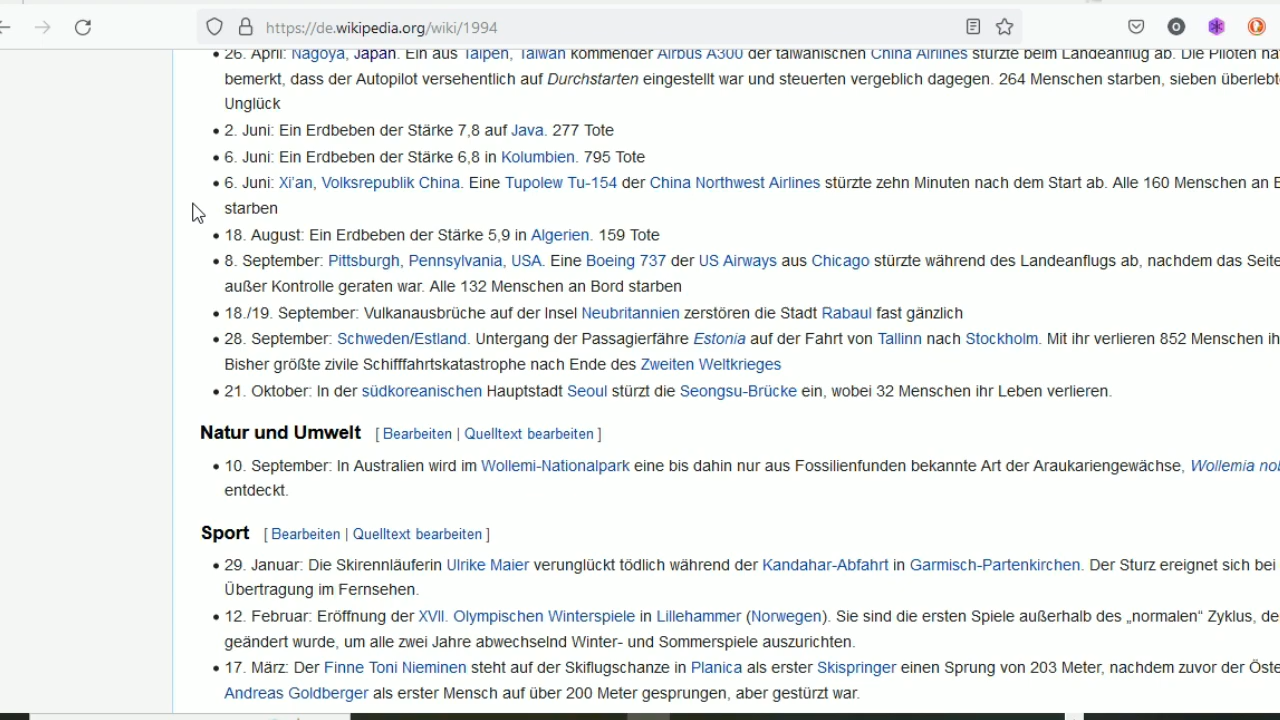 https://de.wikipedia.org/wiki/1994
26. April: Nagoya, Japan. Ein aus Taipeh, Taiwan kommender Airbus A300 der taiwanischen China Airlines stürzte beim Landeanflug ab. Die Piloten
bemerkt, dass der Autopilot versehentlich auf Durchstarten eingestellt war und steuerten vergeblich dagegen. 264 Menschen starben, sieben
Unglück
• 2. Juni: Ein Erdbeben der Stärke 7,8 auf Java. 277 Tote
• 6. Juni: Ein Erdbeben der Stärke 6,8 in Kolumbien. 795 Tote
• 6. Juni: Xi'an, Volksrepublik China. Eine Tupolew Tu-154 der China Northwest Airlines stürzte zehn Minuten nach dem Start ab. Alle 160 Menschen an
starben
• 18. August: Ein Erdbeben der Stärke 5,9 in Algerien. 159 Tote
• 8. September: Pittsburgh, Pennsylvania, USA. Eine Boeing 737 der US Airways aus Chicago stürzte während des Landeanflugs ab, nachdem das
außer Kontrolle geraten war. Alle 132 Menschen an Bord starben
• 18./19. September: Vulkanausbrüche auf der Insel Neubritannien zerstören die Stadt Rabaul fast gänzlich
• 28. September: Schweden/Estland. Untergang der Passagierfähre Estonia auf der Fahrt von Tallinn nach Stockholm. Mit ihr verlieren 852 Menschen
Bisher größte zivile Schifffahrtskatastrophe nach Ende des Zweiten Weltkrieges
• 21. Oktober: In der südkoreanischen Hauptstadt Seoul stürzt die Seongsu-Brücke ein, wobei 32 Menschen ihr Leben verlieren.
Natur und Umwelt [ Bearbeiten | Quelltext bearbeiten ]
• 10. September: In Australien wird im Wollemi-Nationalpark eine bis dahin nur aus Fossilienfunden bekannte Art der Araukariengewächse, Wollemia
entdeckt.
Sport [ Bearbeiten | Quelltext bearbeiten ]
• 29. Januar: Die Skirennläuferin Ulrike Maier verunglückt tödlich während der Kandahar-Abfahrt in Garmisch-Partenkirchen. Der Sturz ereignet sich bei
Übertragung im Fernsehen.
• 12. Februar: Eröffnung der XVII. Olympischen Winterspiele in Lillehammer (Norwegen). Sie sind die ersten Spiele außerhalb des „normalen“ Zyklus,
geändert wurde, um alle zwei Jahre abwechselnd Winter- und Sommerspiele auszurichten.
• 17. März: Der Finne Toni Nieminen steht auf der Skiflugschanze in Planica als erster Skispringer einen Sprung von 203 Meter, nachdem zuvor der
Andreas Goldberger als erster Mensch auf über 200 Meter gesprungen, aber gestürzt war.